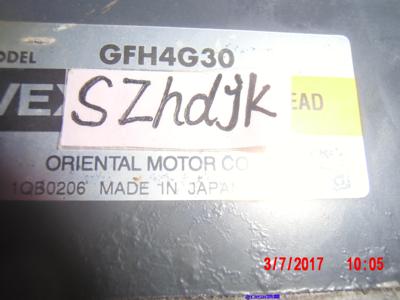 MODEL GFH4G30
VEX SZhdjk EAD
ORIENTAL MOTOR CO
1QB0206 MADE IN JAPAN
3/7/2017 10:05